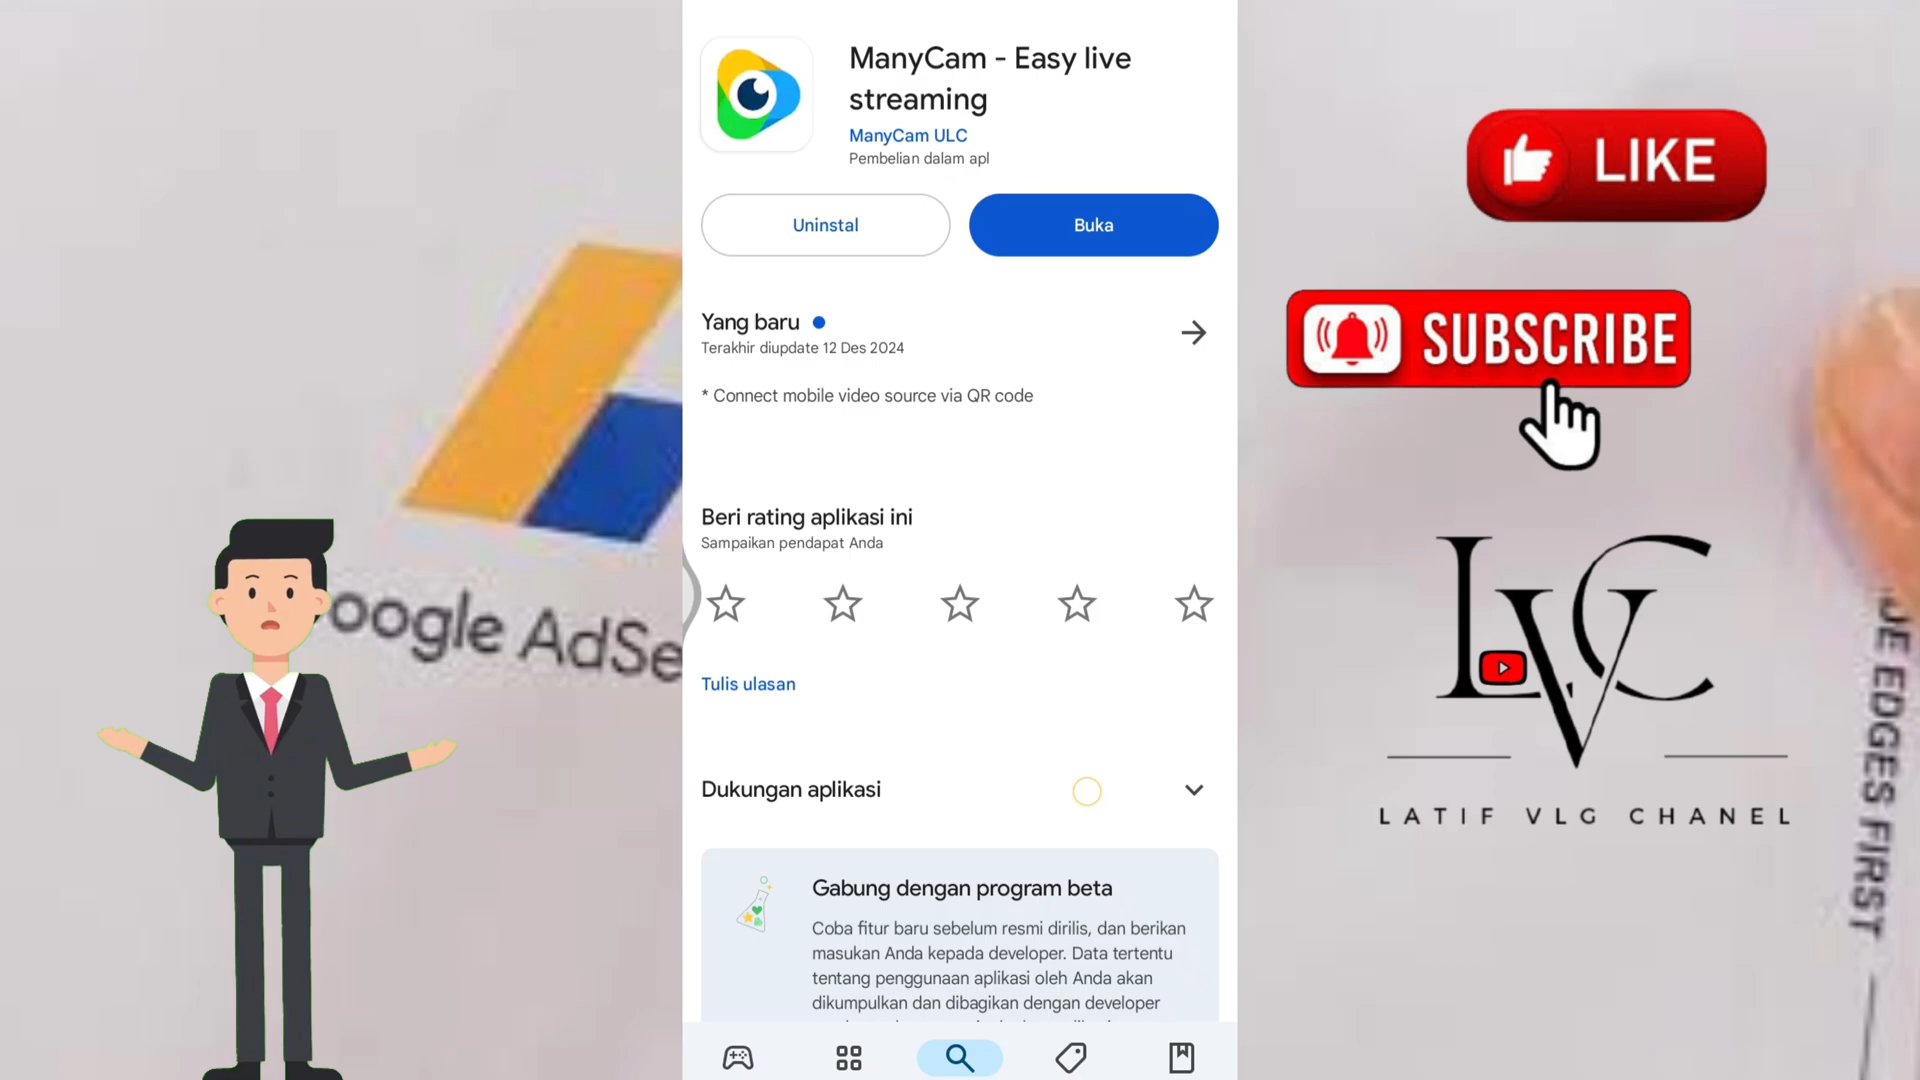 ManyCam - Easy live
streaming
ManyCam ULC
Pembelian dalam apl
Uninstal
Buka
Yang baru
Terakhir diupdate 12 Des 2024
* Connect mobile video source via QR code
Beri rating aplikasi ini
Sampaikan pendapat Anda
Tulis ulasan
Dukungan aplikasi
Gabung dengan program beta
Coba fitur baru sebelum resmi dirilis, dan berikan
masukan Anda kepada developer. Data tertentu
tentang penggunaan aplikasi oleh Anda akan
dikumpulkan dan dibagikan dengan developer
oogle AdSe
LIKE
SUBSCRIBE
LVC
LATIF VLG CHANEL
EDGES FIRST